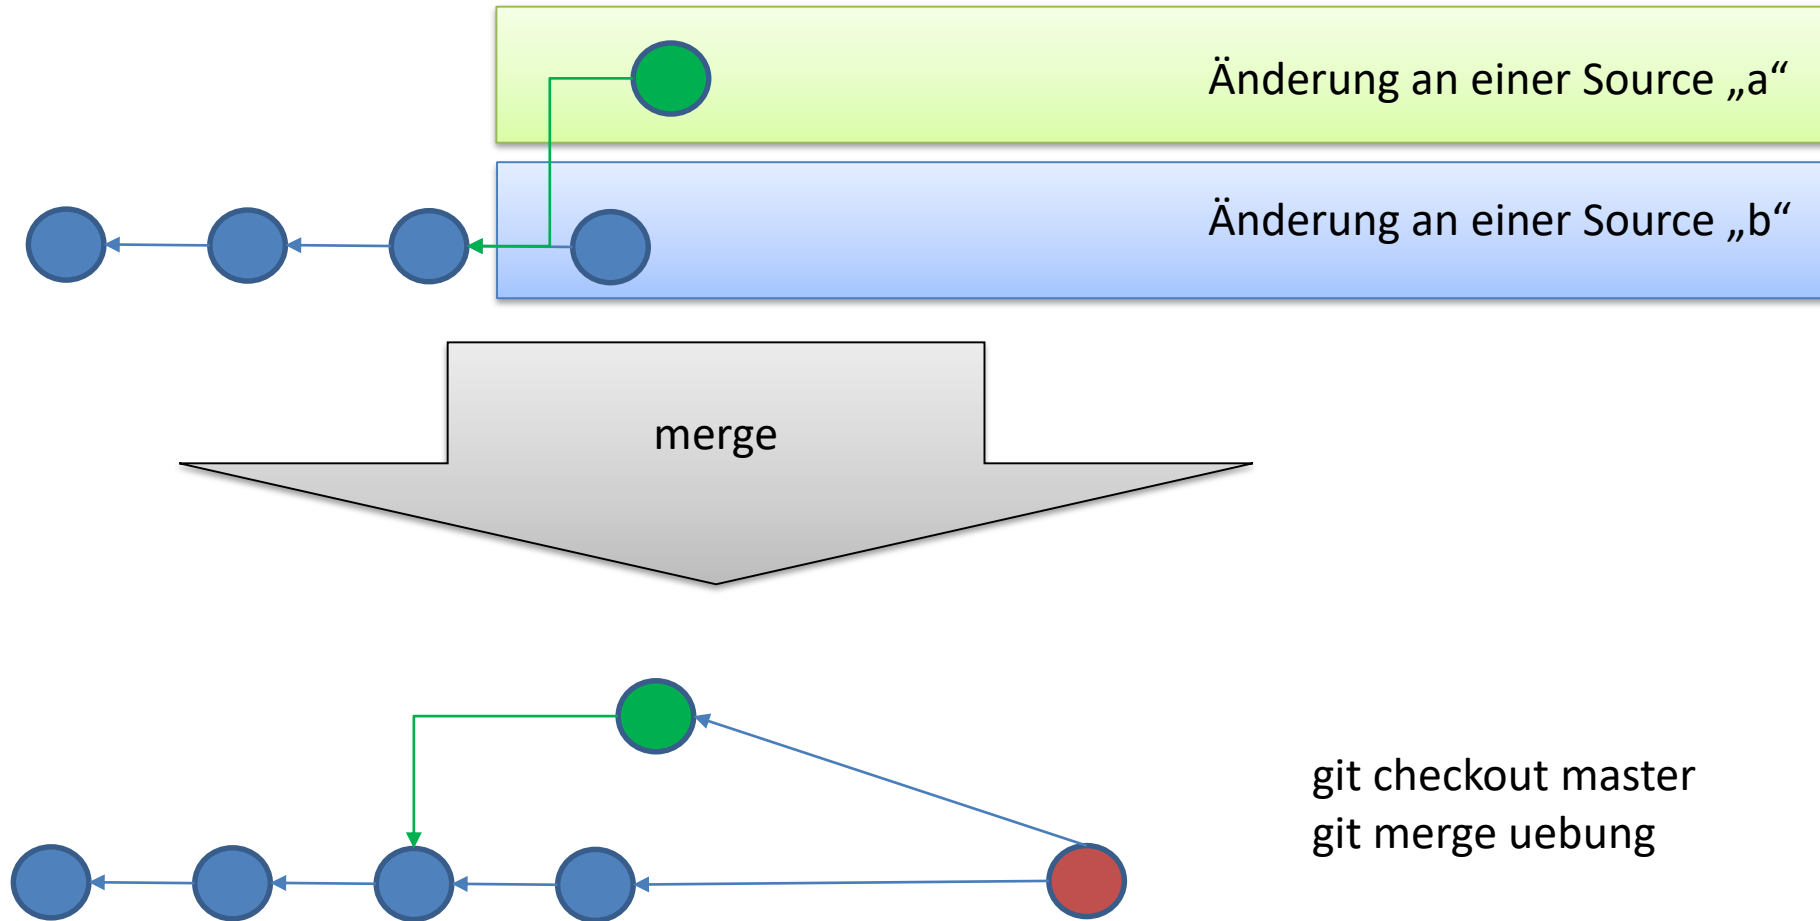 Änderung an einer Source „a“
Änderung an einer Source „b“
merge
git checkout master
git merge uebung